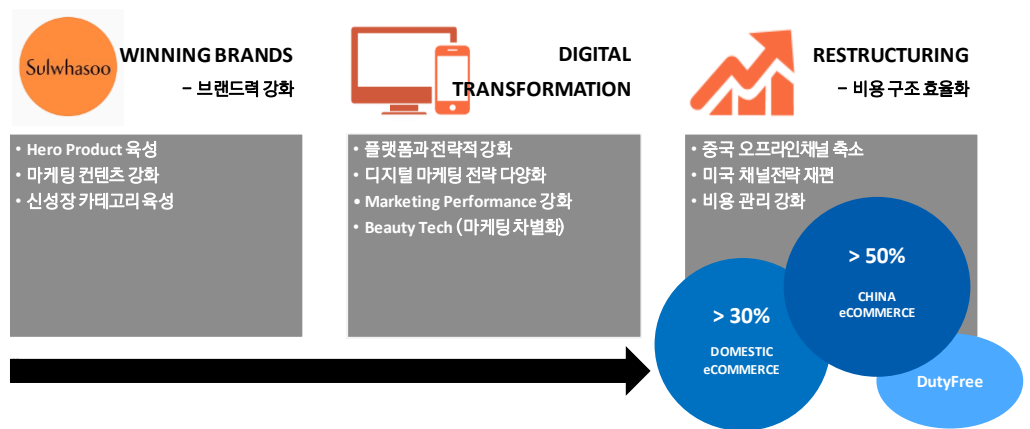 Sulwhasoo
WINNING BRANDS
– 브랜드력 강화
• Hero Product 육성
• 마케팅 컨텐츠 강화
• 신성장 카테고리 육성
DIGITAL
TRANSFORMATION
• 플랫폼과 전략적 강화
• 디지털 마케팅 전략 다양화
• Marketing Performance 강화
• Beauty Tech (마케팅 차별화)
RESTRUCTURING
– 비용 구조 효율화
• 중국 오프라인채널 축소
• 미국 채널전략 재편
• 비용 관리 강화
> 30%
DOMESTIC
eCOMMERCE
> 50%
CHINA
eCOMMERCE
DutyFree